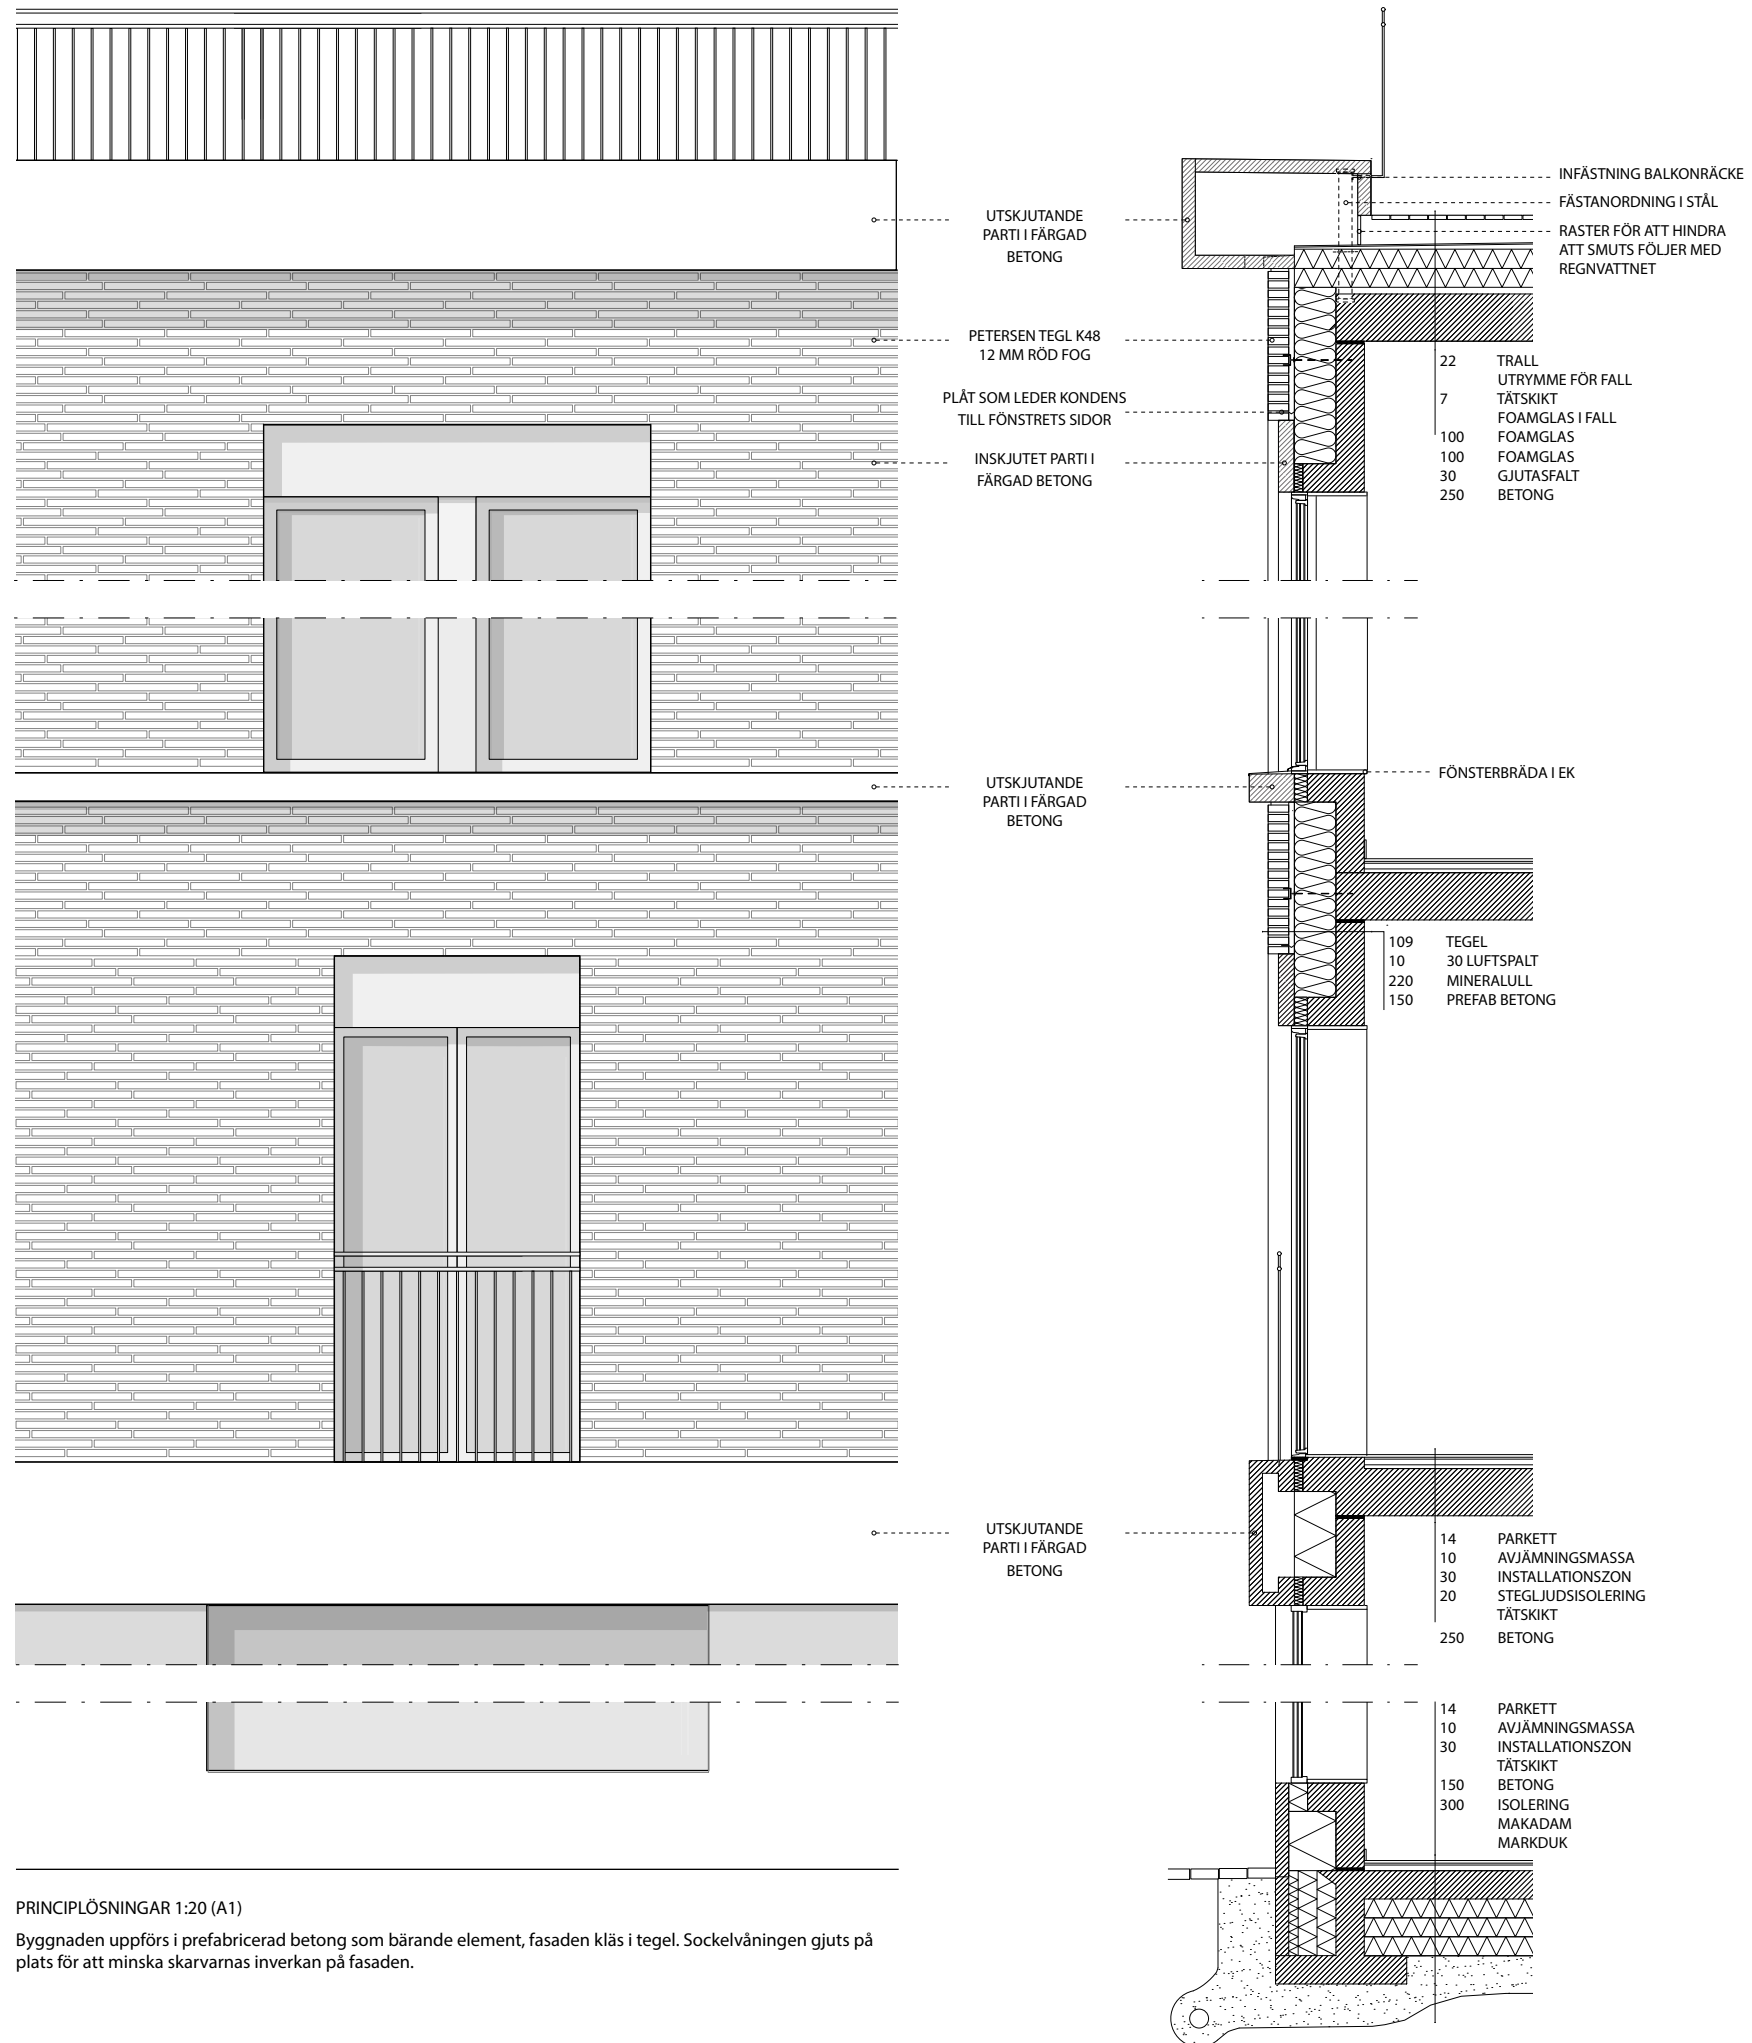 INFÄSTNING BALKONRÄCKE
FÄSTANORDNING I STÅL
RASTER FÖR ATT HINDRA
ATT SMUTS FÖLJER MED
REGNVATTNET
UTSKJUTANDE
PARTI I FÄRGAD
BETONG
PETERSEN TEGL K48
12 MM RÖD FOG
PLÅT SOM LEDER KONDENS
TILL FÖNSTRETS SIDOR
INSKJUTET PARTI I
FÄRGAD BETONG
22 TRALL
UTRYMME FÖR FALL
7 TÄTSKIKT
FOAMGLAS I FALL
100 FOAMGLAS
100 FOAMGLAS
30 GJUTASFALT
250 BETONG
FÖNSTERBRÄDA I EK
UTSKJUTANDE
PARTI I FÄRGAD
BETONG
109 TEGEL
10 30 LUFTSPALT
220 MINERALULL
150 PREFAB BETONG
UTSKJUTANDE
PARTI I FÄRGAD
BETONG
14 PARKETT
10 AVJÄMNINGSMASSA
30 INSTALLATIONSZON
20 STEGLJUDSISOLERING
TÄTSKIKT
250 BETONG
14 PARKETT
10 AVJÄMNINGSMASSA
30 INSTALLATIONSZON
TÄTSKIKT
150 BETONG
300 ISOLERING
MAKADAM
MARKDUK
PRINCIPLÖSNINGAR 1:20 (A1)
Byggnaden uppförs i prefabricerad betong som bärande element, fasaden kläs i tegel. Sockelvåningen gjuts på
plats för att minska skarvarnas inverkan på fasaden.